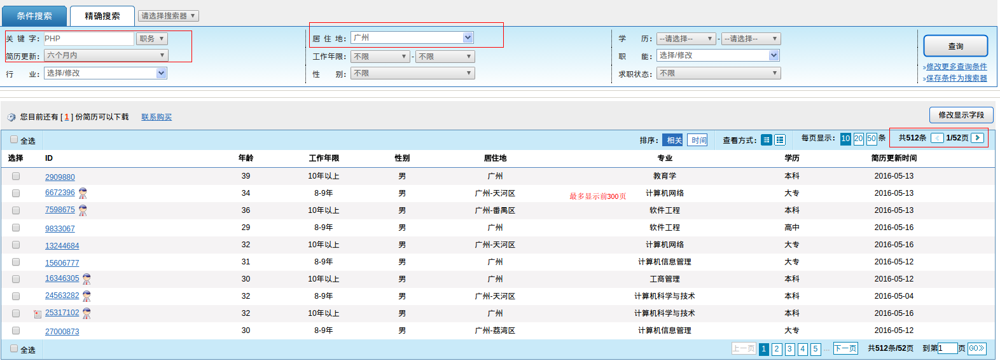 条件搜索 精确搜索 请选择搜索器
关 键 字: PHP 职务 居 住 地: 广州 学 历: --请选择-- - --请选择-- 查询
简历更新: 六个月内 工作年限: 不限 - 不限 职 能: 选择/修改 »修改更多查询条件
行 业: 选择/修改 性 别: 不限 求职状态: 不限 »保存条件为搜索器
您目前还有 [ 1 ] 份简历可以下载 联系购买 修改显示字段
全选 排序: 相关 时间 查看方式: 每页显示: 10 20 50 条 共512条 < 1/52页 >
选择 ID 年龄 工作年限 性别 居住地 专业 学历 简历更新时间
2909880 39 10年以上 男 广州 教育学 本科 2016-05-13
6672396 34 8-9年 男 广州-天河区 计算机网络 大专 2016-05-13
最多显示前300页
7598675 36 10年以上 男 广州-番禺区 软件工程 本科 2016-05-13
9833067 29 8-9年 男 广州 软件工程 高中 2016-05-16
13244684 32 10年以上 男 广州-天河区 计算机网络 大专 2016-05-16
15606777 31 8-9年 男 广州 计算机信息管理 大专 2016-05-12
16346305 30 10年以上 男 广州 工商管理 本科 2016-05-12
24563282 32 8-9年 男 广州-天河区 计算机科学与技术 本科 2016-05-04
25317102 32 10年以上 男 广州 计算机科学与技术 本科 2016-05-16
27000873 30 8-9年 男 广州-荔湾区 计算机信息管理 大专 2016-05-12
全选 上一页 1 2 3 4 5 ... 下一页 共512条/52页 到第1页 GO»